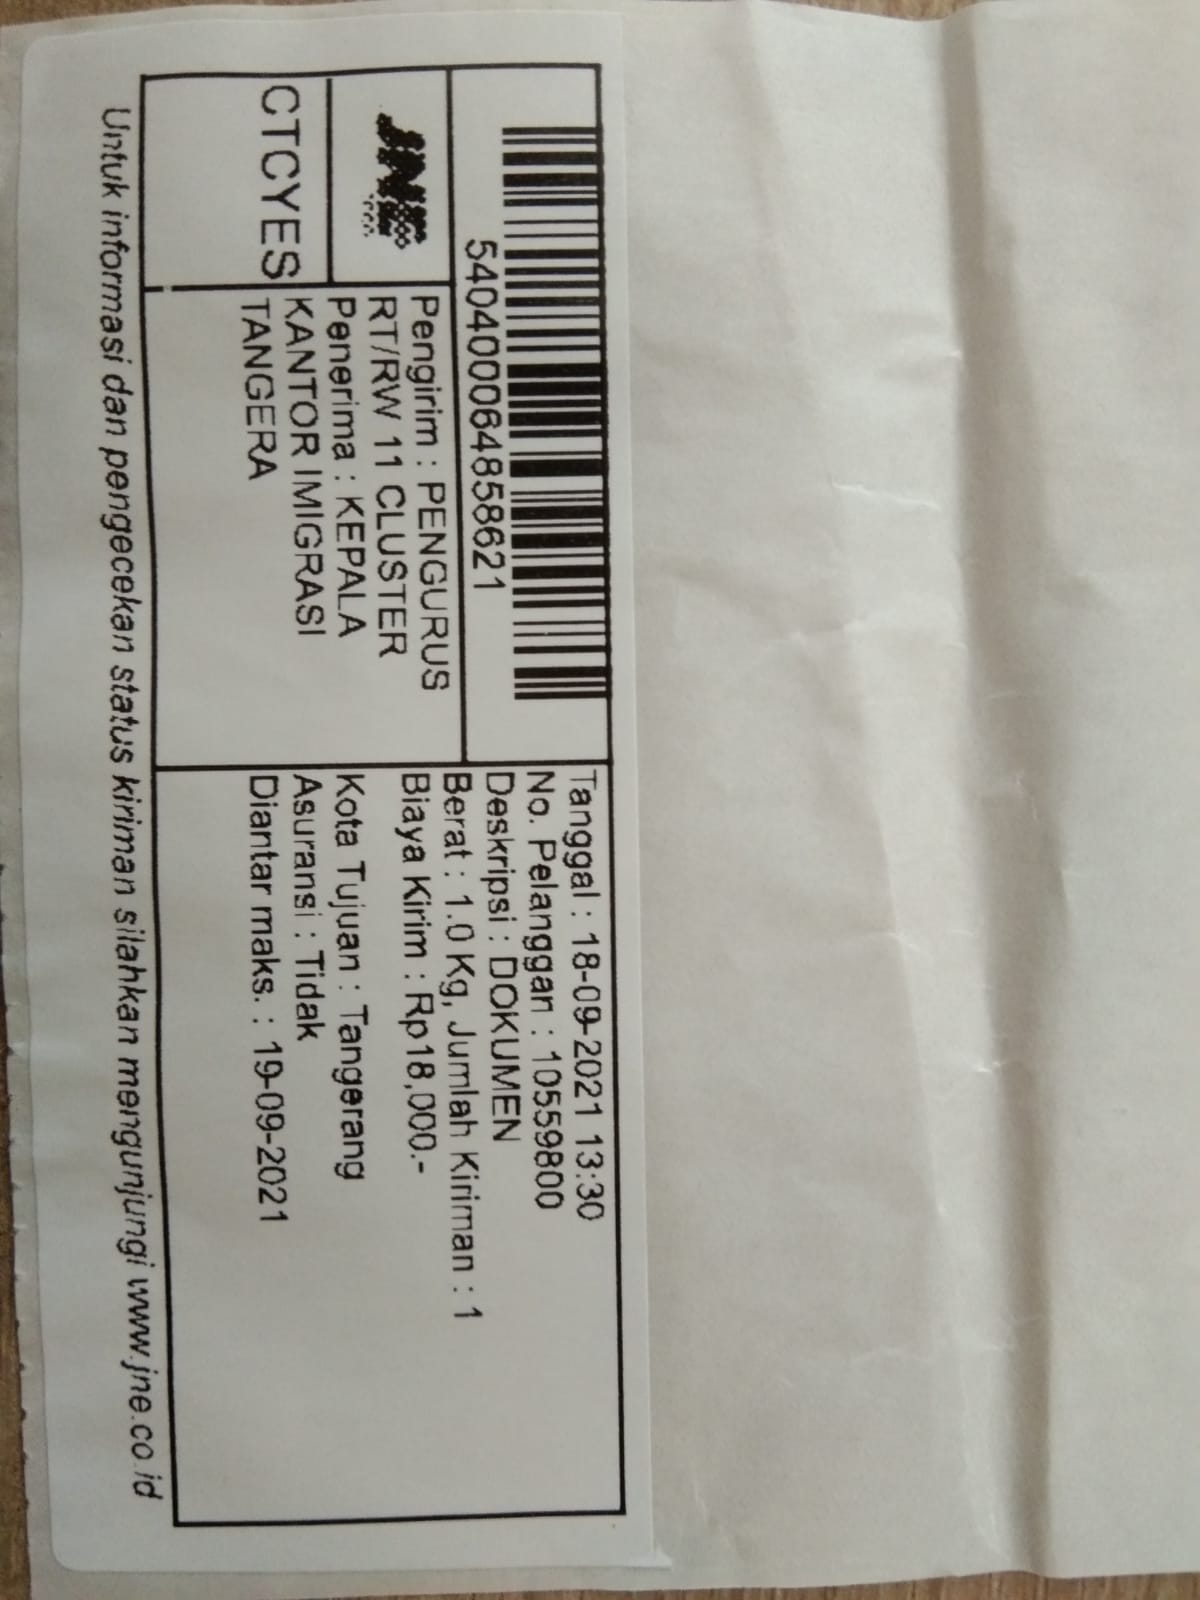 540400064858621
JNE
CTCYES
Pengirim : PENGURUS
RT/RW 11 CLUSTER
Penerima : KEPALA
KANTOR IMIGRASI
TANGERA
Tanggal : 18-09-2021 13:30
No. Pelanggan : 10559800
Deskripsi : DOKUMEN
Berat : 1.0 Kg, Jumlah Kiriman : 1
Biaya Kirim : Rp18,000.-
Kota Tujuan : Tangerang
Asuransi : Tidak
Diantar maks. : 19-09-2021
Untuk informasi dan pengecekan status kiriman silahkan mengunjungi www.jne.co.id